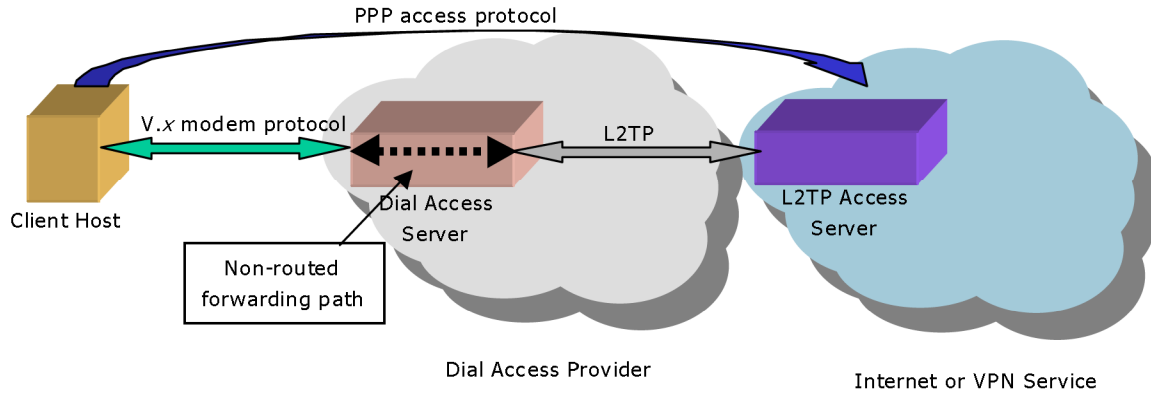 PPP access protocol
V.x modem protocol
L2TP
Client Host
Dial Access
Server
L2TP Access
Server
Non-routed
forwarding path
Dial Access Provider
Internet or VPN Service